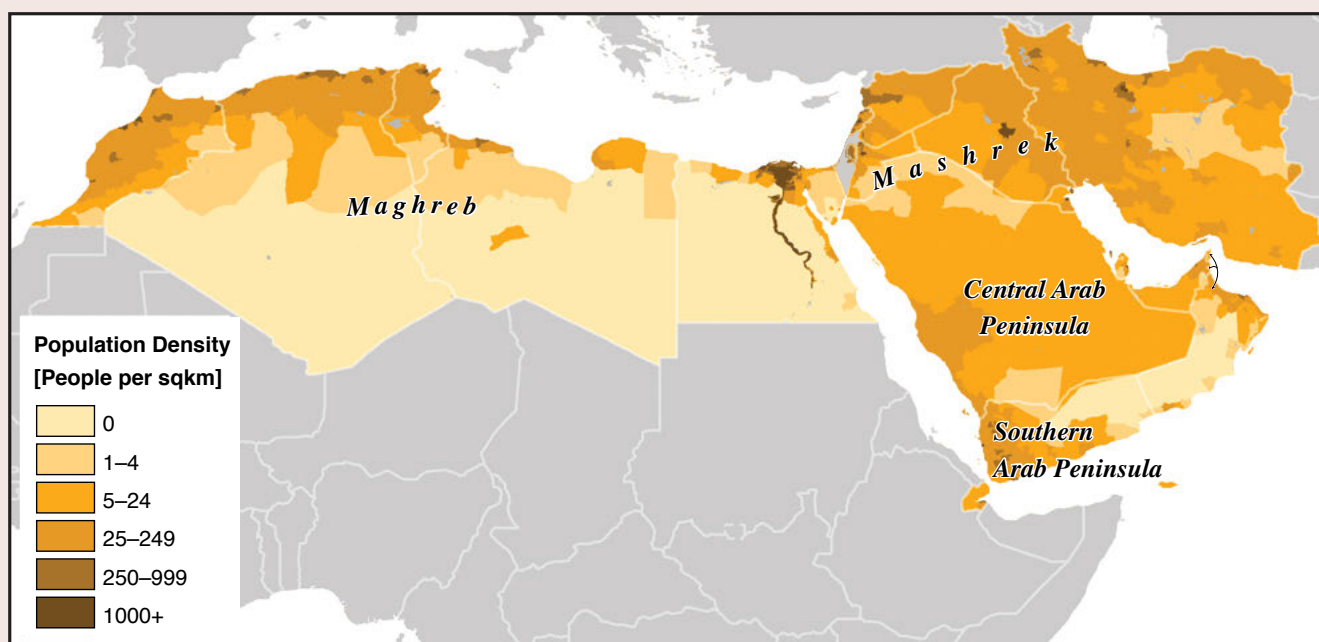 Maghreb
Mashrek
Central Arab
Peninsula
Southern
Arab Peninsula
Population Density
[People per sqkm]
0
1–4
5–24
25–249
250–999
1000+